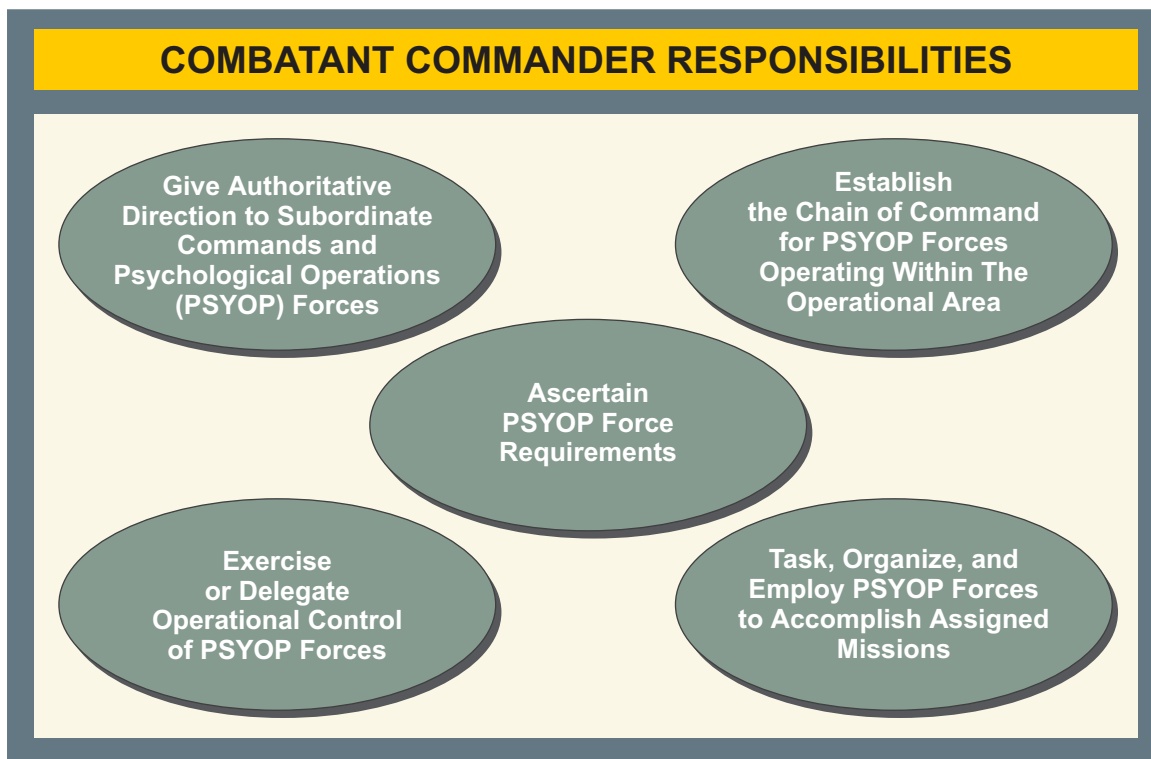 COMBATANT COMMANDER RESPONSIBILITIES
Give Authoritative
Direction to Subordinate
Commands and
Psychological Operations
(PSYOP) Forces
Establish
the Chain of Command
for PSYOP Forces
Operating Within The
Operational Area
Ascertain
PSYOP Force
Requirements
Exercise
or Delegate
Operational Control
of PSYOP Forces
Task, Organize, and
Employ PSYOP Forces
to Accomplish Assigned
Missions